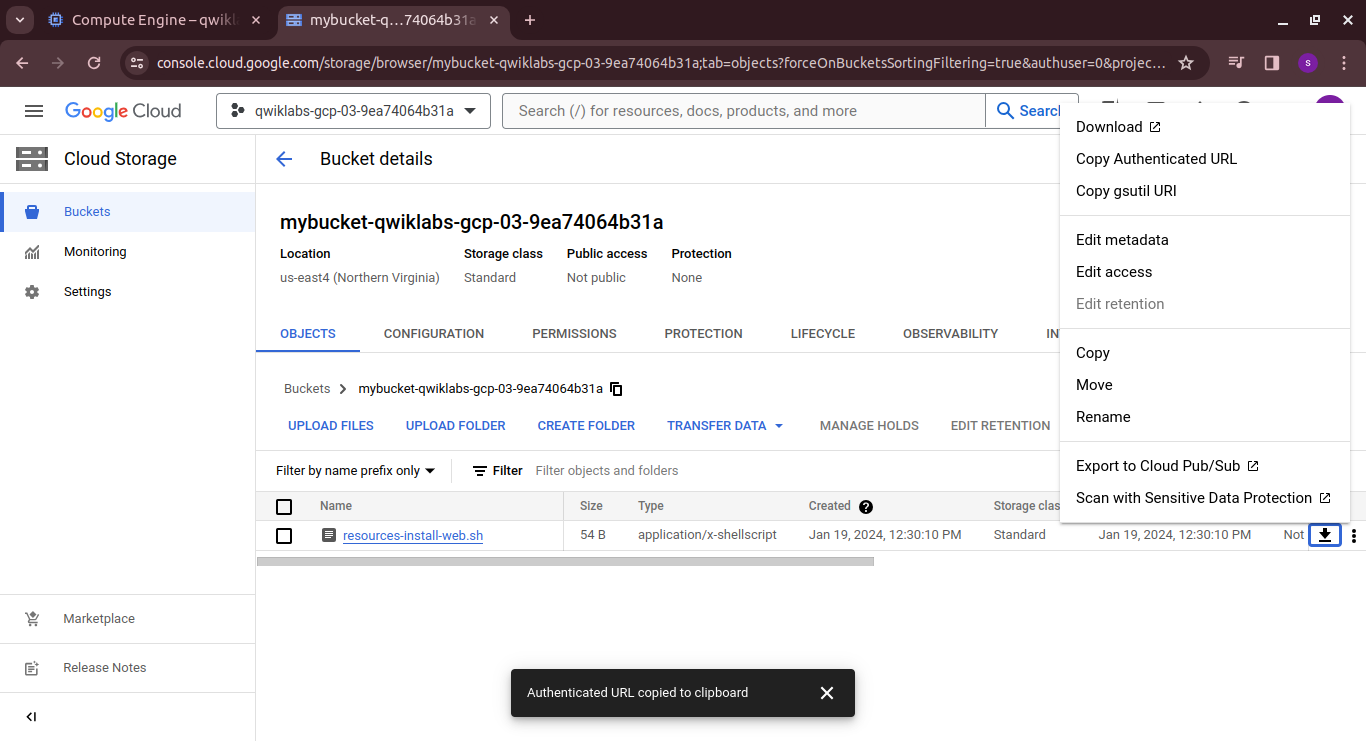 Compute Engine – qwikl
mybucket-q…74064b31a
console.cloud.google.com/storage/browser/mybucket-qwiklabs-gcp-03-9ea74064b31a;tab=objects?forceOnBucketsSortingFiltering=true&authuser=0&projec...
s
Google Cloud
qwiklabs-gcp-03-9ea74064b31a
Search (/) for resources, docs, products, and more
Search
Cloud Storage
Bucket details
Buckets
Monitoring
Settings
mybucket-qwiklabs-gcp-03-9ea74064b31a
Location Storage class Public access Protection
us-east4 (Northern Virginia) Standard Not public None
OBJECTS CONFIGURATION PERMISSIONS PROTECTION LIFECYCLE OBSERVABILITY IN
Buckets mybucket-qwiklabs-gcp-03-9ea74064b31a
UPLOAD FILES UPLOAD FOLDER CREATE FOLDER TRANSFER DATA MANAGE HOLDS EDIT RETENTION
Filter by name prefix only Filter Filter objects and folders
Name Size Type Created Storage clas
resources-install-web.sh 54 B application/x-shellscript Jan 19, 2024, 12:30:10 PM Standard Jan 19, 2024, 12:30:10 PM Not
Download
Copy Authenticated URL
Copy gsutil URI
Edit metadata
Edit access
Edit retention
Copy
Move
Rename
Export to Cloud Pub/Sub
Scan with Sensitive Data Protection
Marketplace
Release Notes
Authenticated URL copied to clipboard